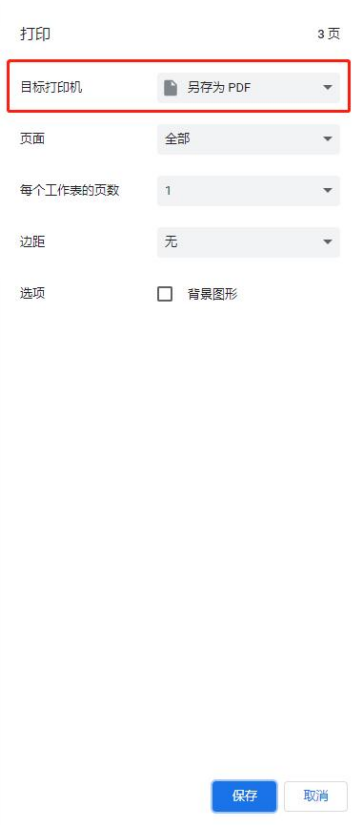 打印 3 页
目标打印机 另存为 PDF
页面 全部
每个工作表的页数 1
边距 无
选项 背景图形
保存 取消